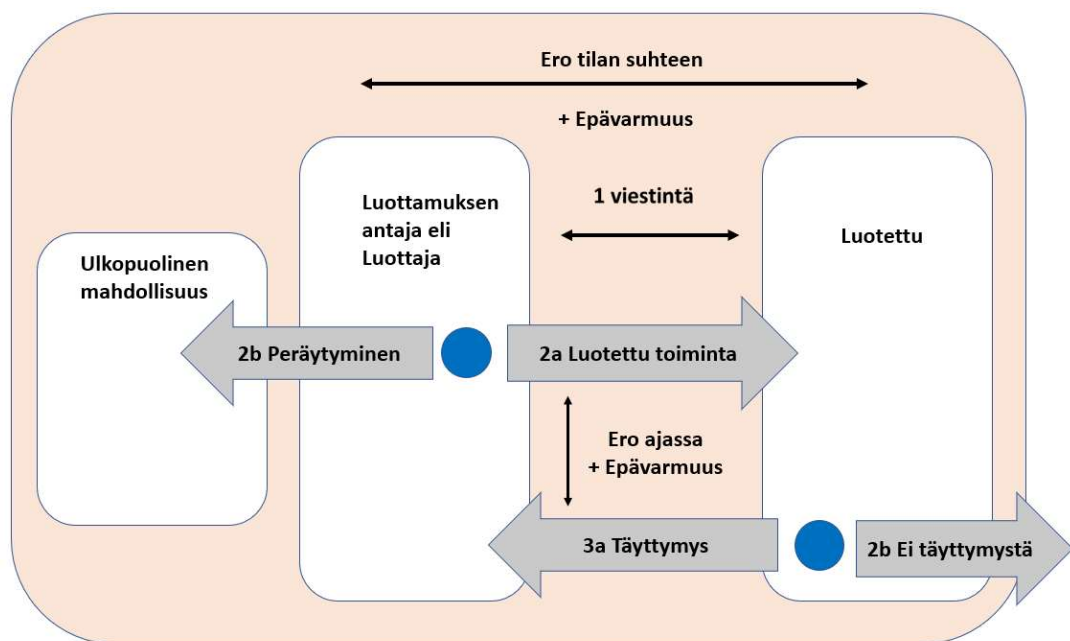 Ero tilan suhteen
+ Epävarmuus
1 viestintä
Luottamuksen
antaja eli
Luottaja
Luotettu
Ulkopuolinen
mahdollisuus
2b Peräytyminen
2a Luotettu toiminta
Ero ajassa
+ Epävarmuus
3a Täyttymys
2b Ei täyttymystä